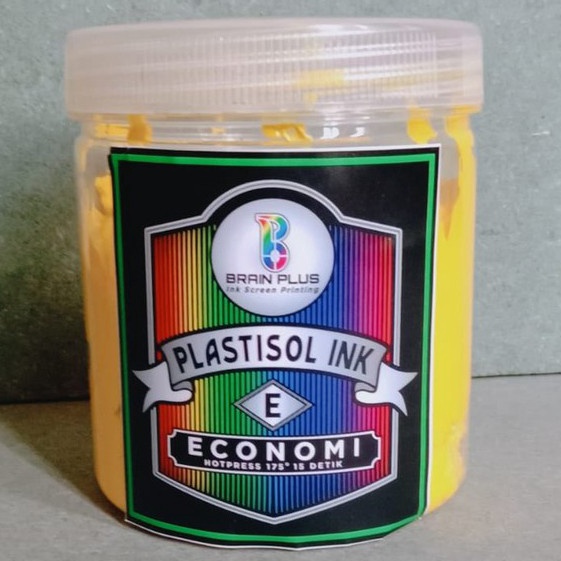 BRAIN PLUS
Ink Screen Printing
PLASTISOL INK
E
ECONOMI
HOTPRESS 175° 15 DETIK